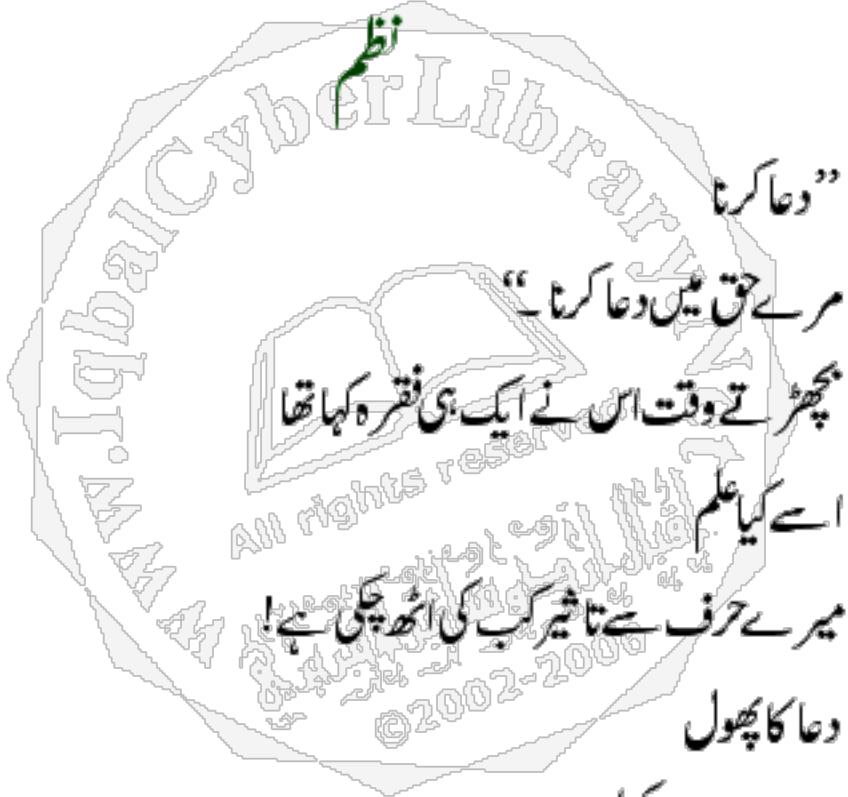 نظم
”دعا کرنا
مرے حق میں دعا کرنا۔“
بچھڑتے وقت اس نے ایک ہی فقرہ کہا تھا
اسے کیا علم
میرے حرف سے تاثیر کب کی اٹھ چکی ہے!
دعا کا پھول
www.IqbalCyberLibrary.net
All rights reserved
©2002-2006